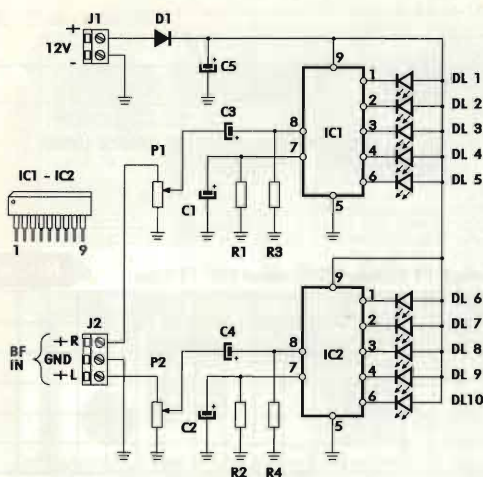 + J1 D1
12V
-
C5
9
1 DL 1
2 DL 2
C3
8 IC1 3 DL 3
P1
7 4 DL 4
6 DL 5
IC1 - IC2
C1
5
R1 R3
1 9
9
1 DL 6
J2
2 DL 7
+ R C4
BF GND P2 8 IC2 3 DL 8
IN
+ L 7 4 DL 9
6 DL10
C2
5
R2 R4